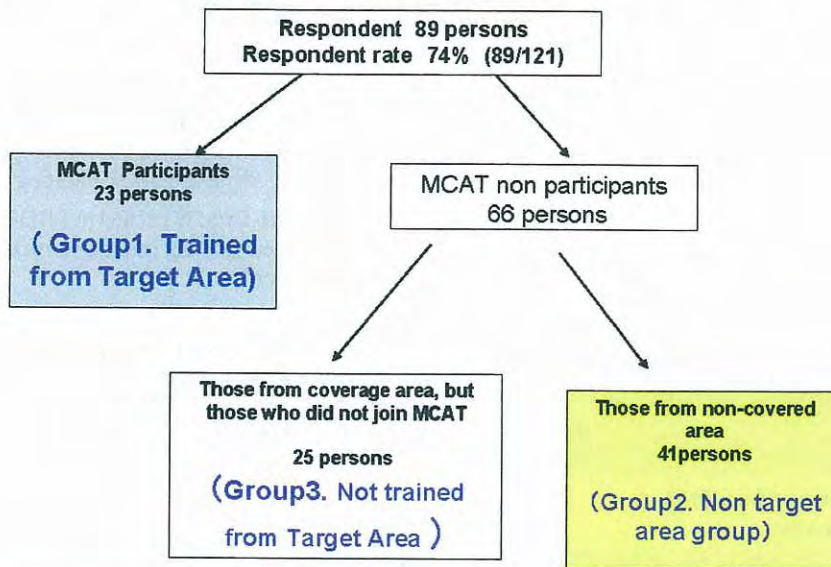 Respondent 89 persons
Respondent rate 74% (89/121)
MCAT Participants
23 persons
( Group1. Trained
from Target Area)
MCAT non participants
66 persons
Those from coverage area, but
those who did not join MCAT
25 persons
(Group3. Not trained
from Target Area )
Those from non-covered
area
41persons
(Group2. Non target
area group)